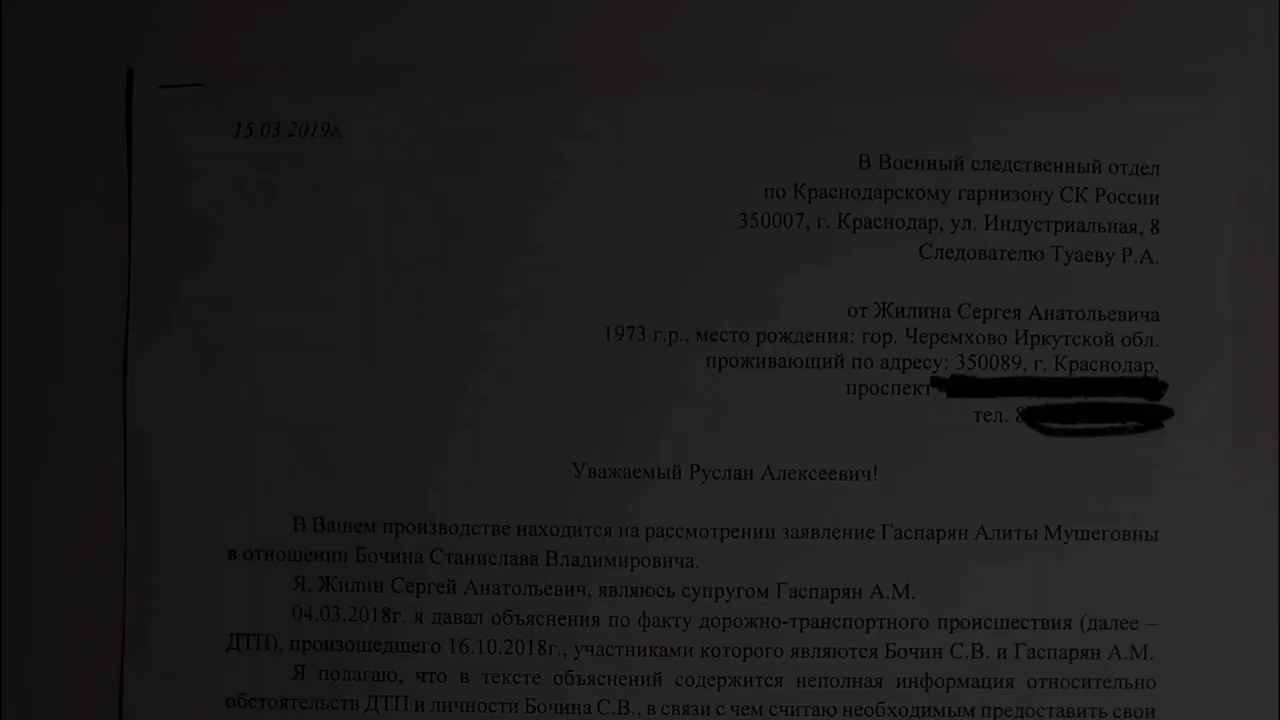 15.03.2019г.
В Военный следственный отдел
по Краснодарскому гарнизону СК России
350007, г. Краснодар, ул. Индустриальная, 8
Следователю Туаеву Р.А.
от Жилина Сергея Анатольевича
1973 г.р., место рождения: гор. Черемхово Иркутской обл.
проживающий по адресу: 350089, г. Краснодар,
проспект
тел. 8
Уважаемый Руслан Алексеевич!
В Вашем производстве находится на рассмотрении заявление Гаспарян Алиты Мушеговны
в отношении Бочина Станислава Владимировича.
Я, Жилин Сергей Анатольевич, являюсь супругом Гаспарян А.М.
04.03.2018г. я давал объяснения по факту дорожно-транспортного происшествия (далее –
ДТП), произошедшего 16.10.2018г., участниками которого являются Бочин С.В. и Гаспарян А.М.
Я полагаю, что в тексте объяснений содержится неполная информация относительно
обстоятельств ДТП и личности Бочина С.В., в связи с чем считаю необходимым предоставить свои